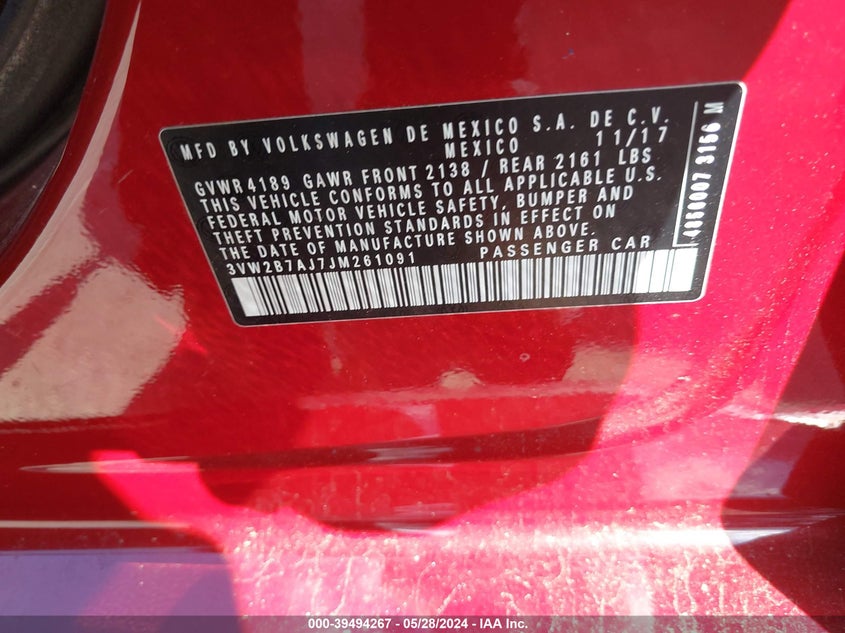 MFD BY VOLKSWAGEN DE MEXICO S.A. DE C.V.
MEXICO 11/17
GVWR 4189 GAWR FRONT 2138 / REAR 2161 LBS
THIS VEHICLE CONFORMS TO ALL APPLICABLE U.S.
FEDERAL MOTOR VEHICLE SAFETY, BUMPER AND
THEFT PREVENTION STANDARDS IN EFFECT ON
THE DATE OF MANUFACTURE SHOWN ABOVE.
3VW2B7AJ7JM261091 PASSENGER CAR
3156 M
000-39494267 - 05/28/2024 - IAA Inc.